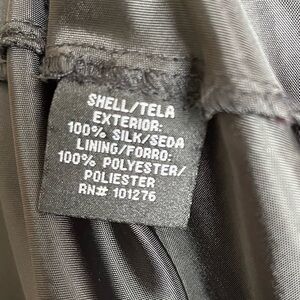 SHELL/TELA
EXTERIOR:
100% SILK/SEDA
LINING/FORRO:
100% POLYESTER/
POLIESTER
RN# 101276